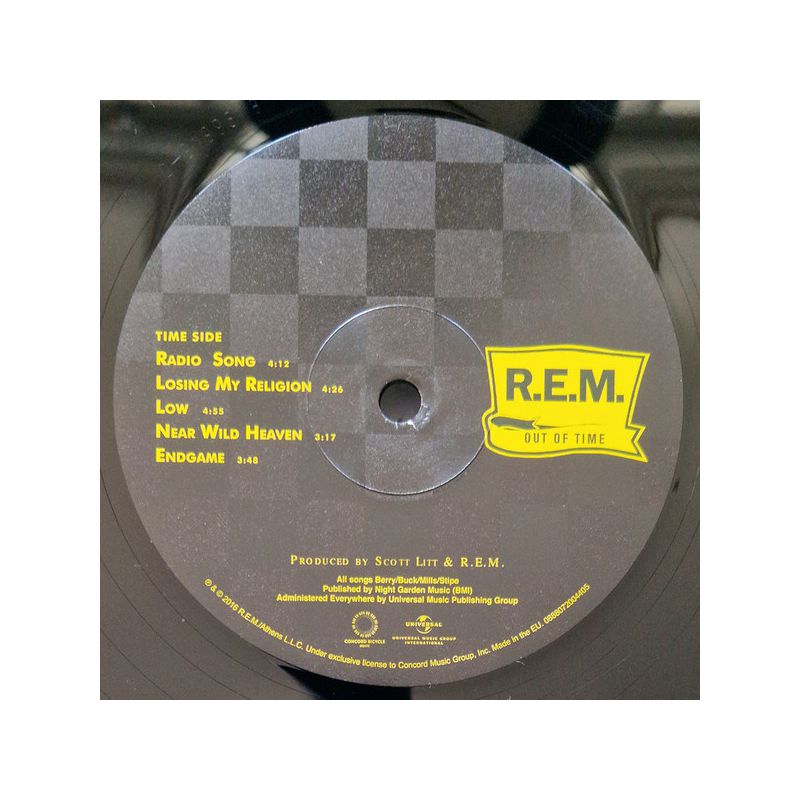 TIME SIDE
RADIO SONG 4:12
LOSING MY RELIGION 4:26
LOW 4:55
NEAR WILD HEAVEN 3:17
ENDGAME 3:48
R.E.M.
OUT OF TIME
PRODUCED BY SCOTT LITT & R.E.M.
All songs Berry/Buck/Mills/Stipe
Published by Night Garden Music (BMI)
Administered Everywhere by Universal Music Publishing Group
CONCORD BICYCLE
UNIVERSAL
UNIVERSAL MUSIC GROUP
INTERNATIONAL
℗ & © 2016 R.E.M./Athens L.L.C. Under exclusive license to Concord Music Group, Inc. Made in the EU. 0888072004405